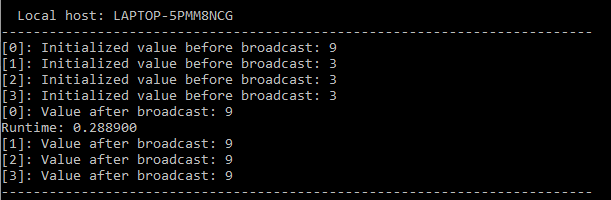 Local host: LAPTOP-5PMM8NCG
--------------------------------------------------------------------------
[0]: Initialized value before broadcast: 9
[1]: Initialized value before broadcast: 3
[2]: Initialized value before broadcast: 3
[3]: Initialized value before broadcast: 3
[0]: Value after broadcast: 9
Runtime: 0.288900
[1]: Value after broadcast: 9
[2]: Value after broadcast: 9
[3]: Value after broadcast: 9
--------------------------------------------------------------------------